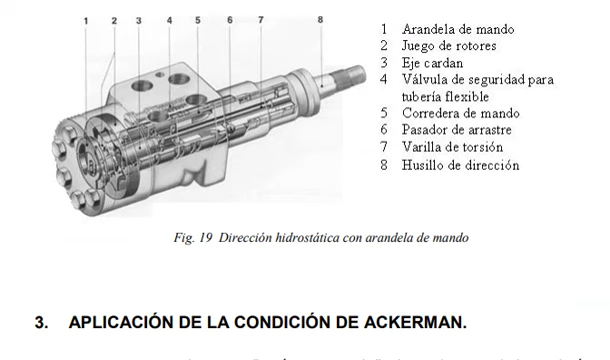 1 2 3 4 5 6 7 8
1 Arandela de mando
2 Juego de rotores
3 Eje cardan
4 Válvula de seguridad para
tubería flexible
5 Corredera de mando
6 Pasador de arrastre
7 Varilla de torsión
8 Husillo de dirección
Fig. 19 Dirección hidrostática con arandela de mando
3. APLICACIÓN DE LA CONDICIÓN DE ACKERMAN.